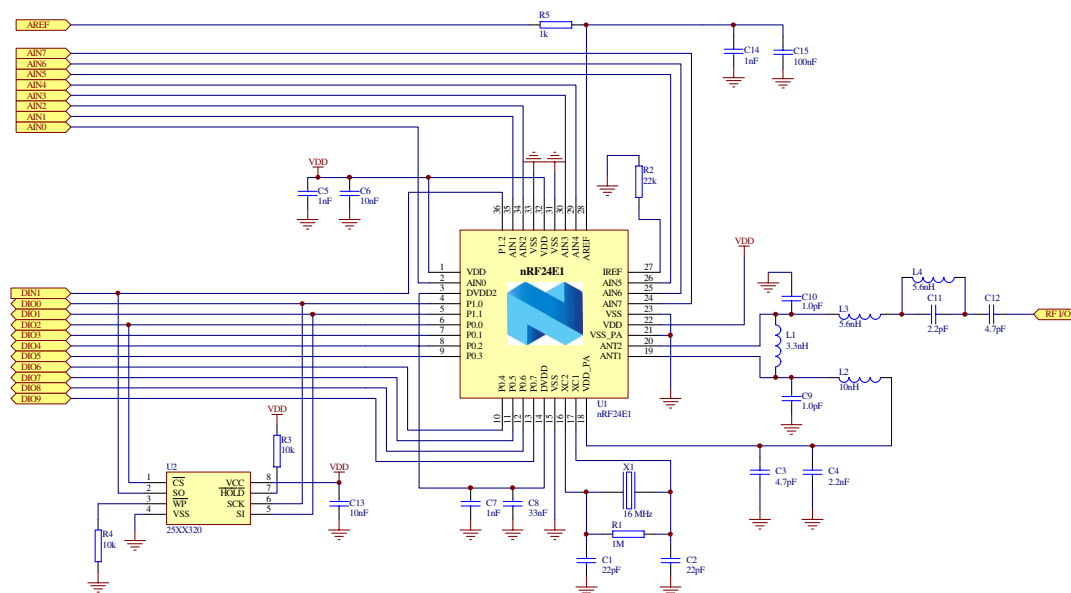 AREF
R5
1k
C14
1nF
C15
100nF
AIN7
AIN6
AIN5
AIN4
AIN3
AIN2
AIN1
AIN0
VDD
C5
1nF
C6
10nF
R2
22k
36
35
34
33
32
31
30
29
28
P1.2
AIN1
AIN2
VSS
VDD
VSS
AIN3
AIN4
AREF
nRF24E1
1
2
3
4
5
6
7
8
9
VDD
AIN0
DVDD2
P1.0
P1.1
P0.0
P0.1
P0.2
P0.3
IREF
AIN5
AIN6
AIN7
VSS
VDD
VSS_PA
ANT2
ANT1
27
26
25
24
23
22
21
20
19
P0.4
P0.5
P0.6
P0.7
DVDD
VSS
XC2
XC1
VDD_PA
10
11
12
13
14
15
16
17
18
U1
nRF24E1
DIN1
DIO0
DIO1
DIO2
DIO3
DIO4
DIO5
DIO6
DIO7
DIO8
DIO9
VDD
C10
1.0pF
L1
3.3nH
L3
5.6nH
L4
5.6nH
C11
2.2pF
C12
4.7pF
RF I/O
L2
10nH
C9
1.0pF
C3
4.7pF
C4
2.2nF
VDD
R3
10k
U2
1
2
3
4
CS
SO
WP
VSS
VCC
HOLD
SCK
SI
8
7
6
5
25XX320
R4
10k
VDD
C13
10nF
C7
1nF
C8
33nF
X1
16 MHz
R1
1M
C1
22pF
C2
22pF